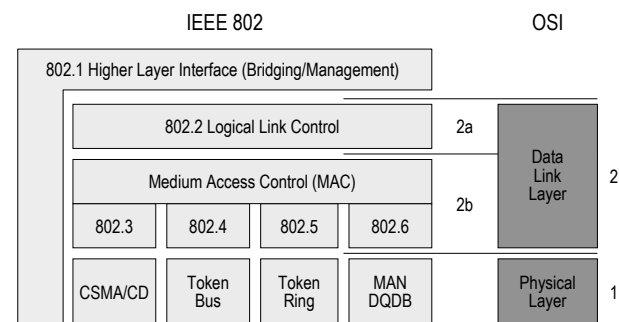 IEEE 802
OSI
802.1 Higher Layer Interface (Bridging/Management)
802.2 Logical Link Control
2a
Data
Link
Layer
2
Medium Access Control (MAC)
2b
802.3
802.4
802.5
802.6
CSMA/CD
Token
Bus
Token
Ring
MAN
DQDB
Physical
Layer
1